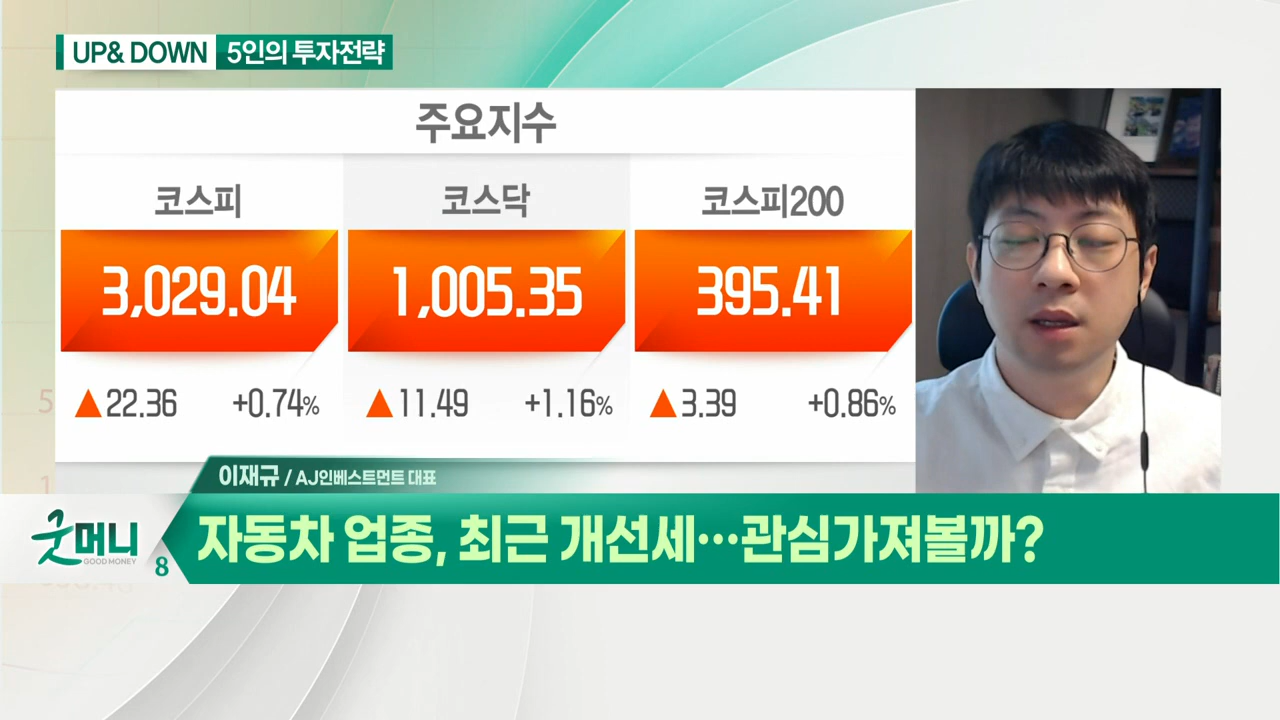 UP& DOWN 5인의 투자전략
주요지수
코스피 코스닥 코스피200
3,029.04 1,005.35 395.41
▲22.36 +0.74% ▲11.49 +1.16% ▲3.39 +0.86%
이재규 / AJ인베스트먼트 대표
자동차 업종, 최근 개선세…관심가져볼까?
굿머니
GOOD MONEY
8
5
1